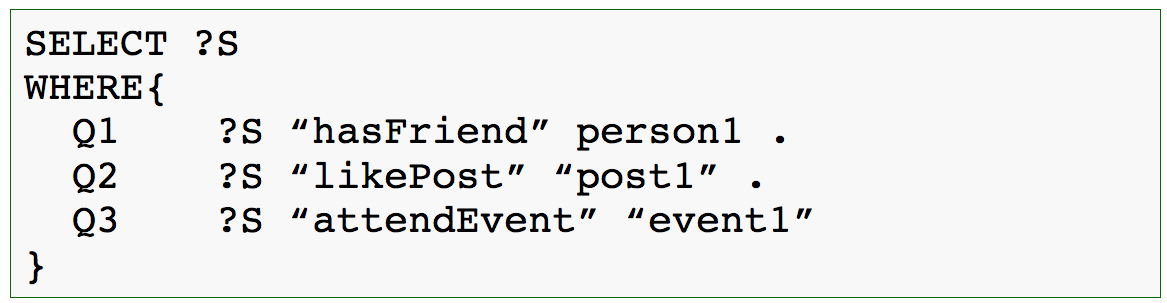 SELECT ?S
WHERE{
Q1 ?S “hasFriend” person1 .
Q2 ?S “likePost” “post1” .
Q3 ?S “attendEvent” “event1”
}